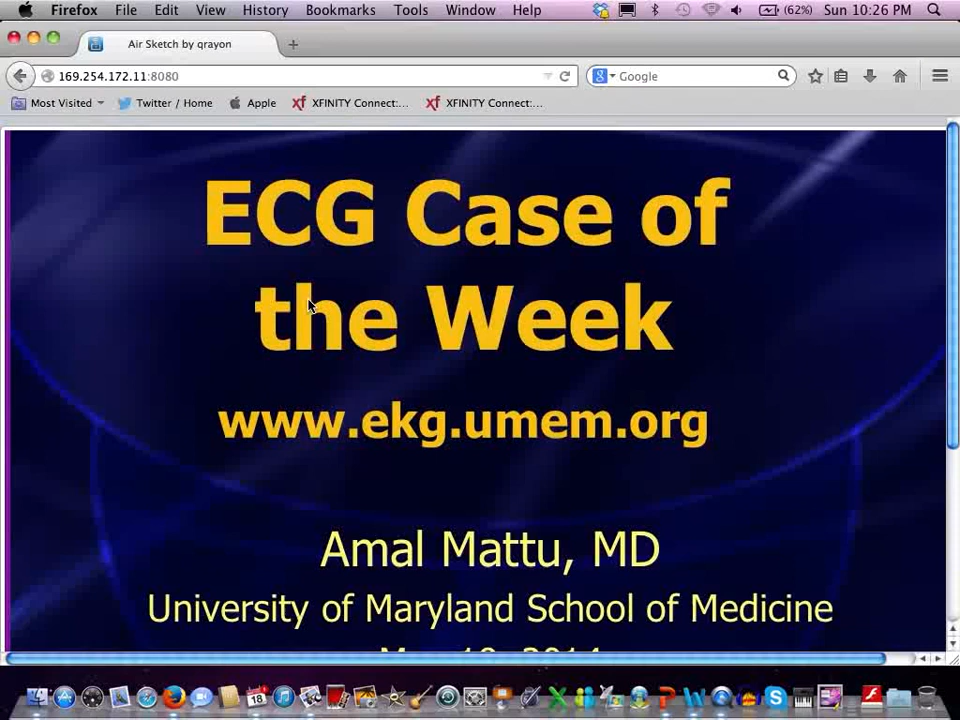 Firefox File Edit View History Bookmarks Tools Window Help (62%) Sun 10:26 PM
Air Sketch by qrayon
169.254.172.11:8080
Google
Most Visited
Twitter / Home
Apple
XFINITY Connect:...
XFINITY Connect:...
ECG Case of
the Week
www.ekg.umem.org
Amal Mattu, MD
University of Maryland School of Medicine
18